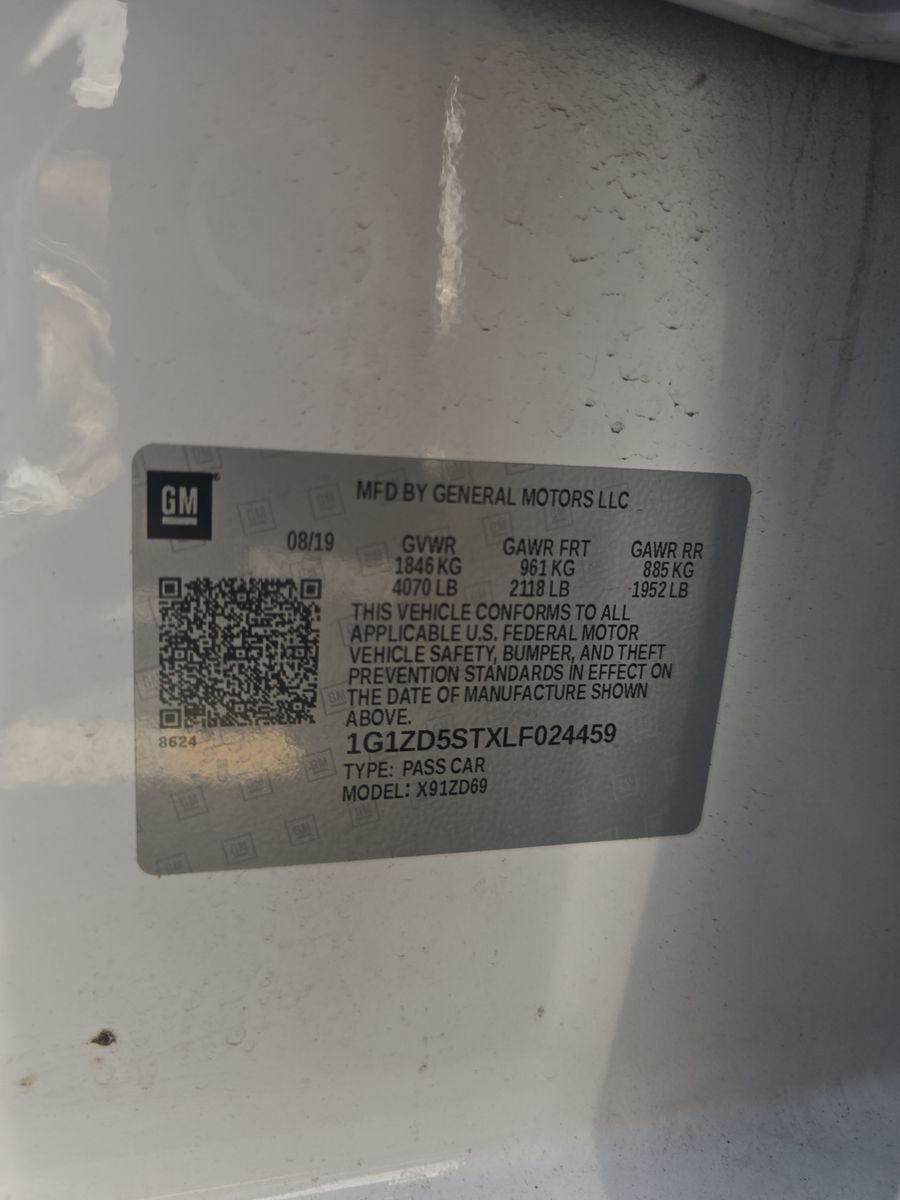 GM
MFD BY GENERAL MOTORS LLC
08/19 GVWR GAWR FRT GAWR RR
1846 KG 961 KG 885 KG
4070 LB 2118 LB 1952 LB
THIS VEHICLE CONFORMS TO ALL
APPLICABLE U.S. FEDERAL MOTOR
VEHICLE SAFETY, BUMPER, AND THEFT
PREVENTION STANDARDS IN EFFECT ON
THE DATE OF MANUFACTURE SHOWN
ABOVE.
8624
1G1ZD5STXLF024459
TYPE: PASS CAR
MODEL: X91ZD69